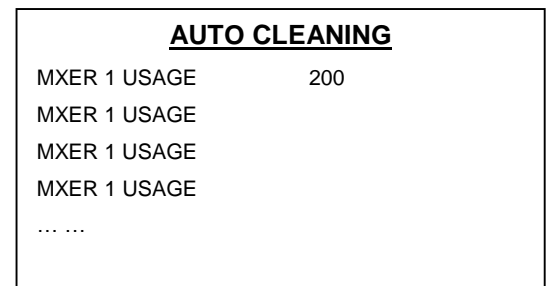 AUTO CLEANING
MXER 1 USAGE 200
MXER 1 USAGE
MXER 1 USAGE
MXER 1 USAGE
… …